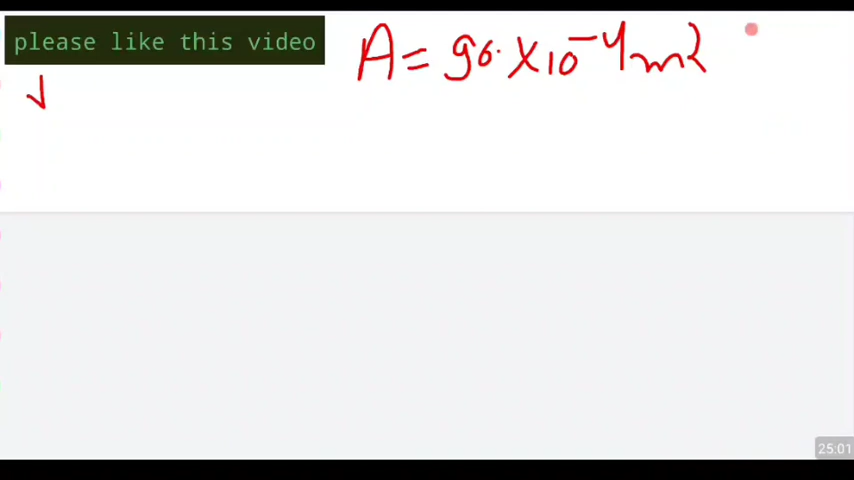 please like this video
A = 90 × 10⁻⁴ m²
25:01